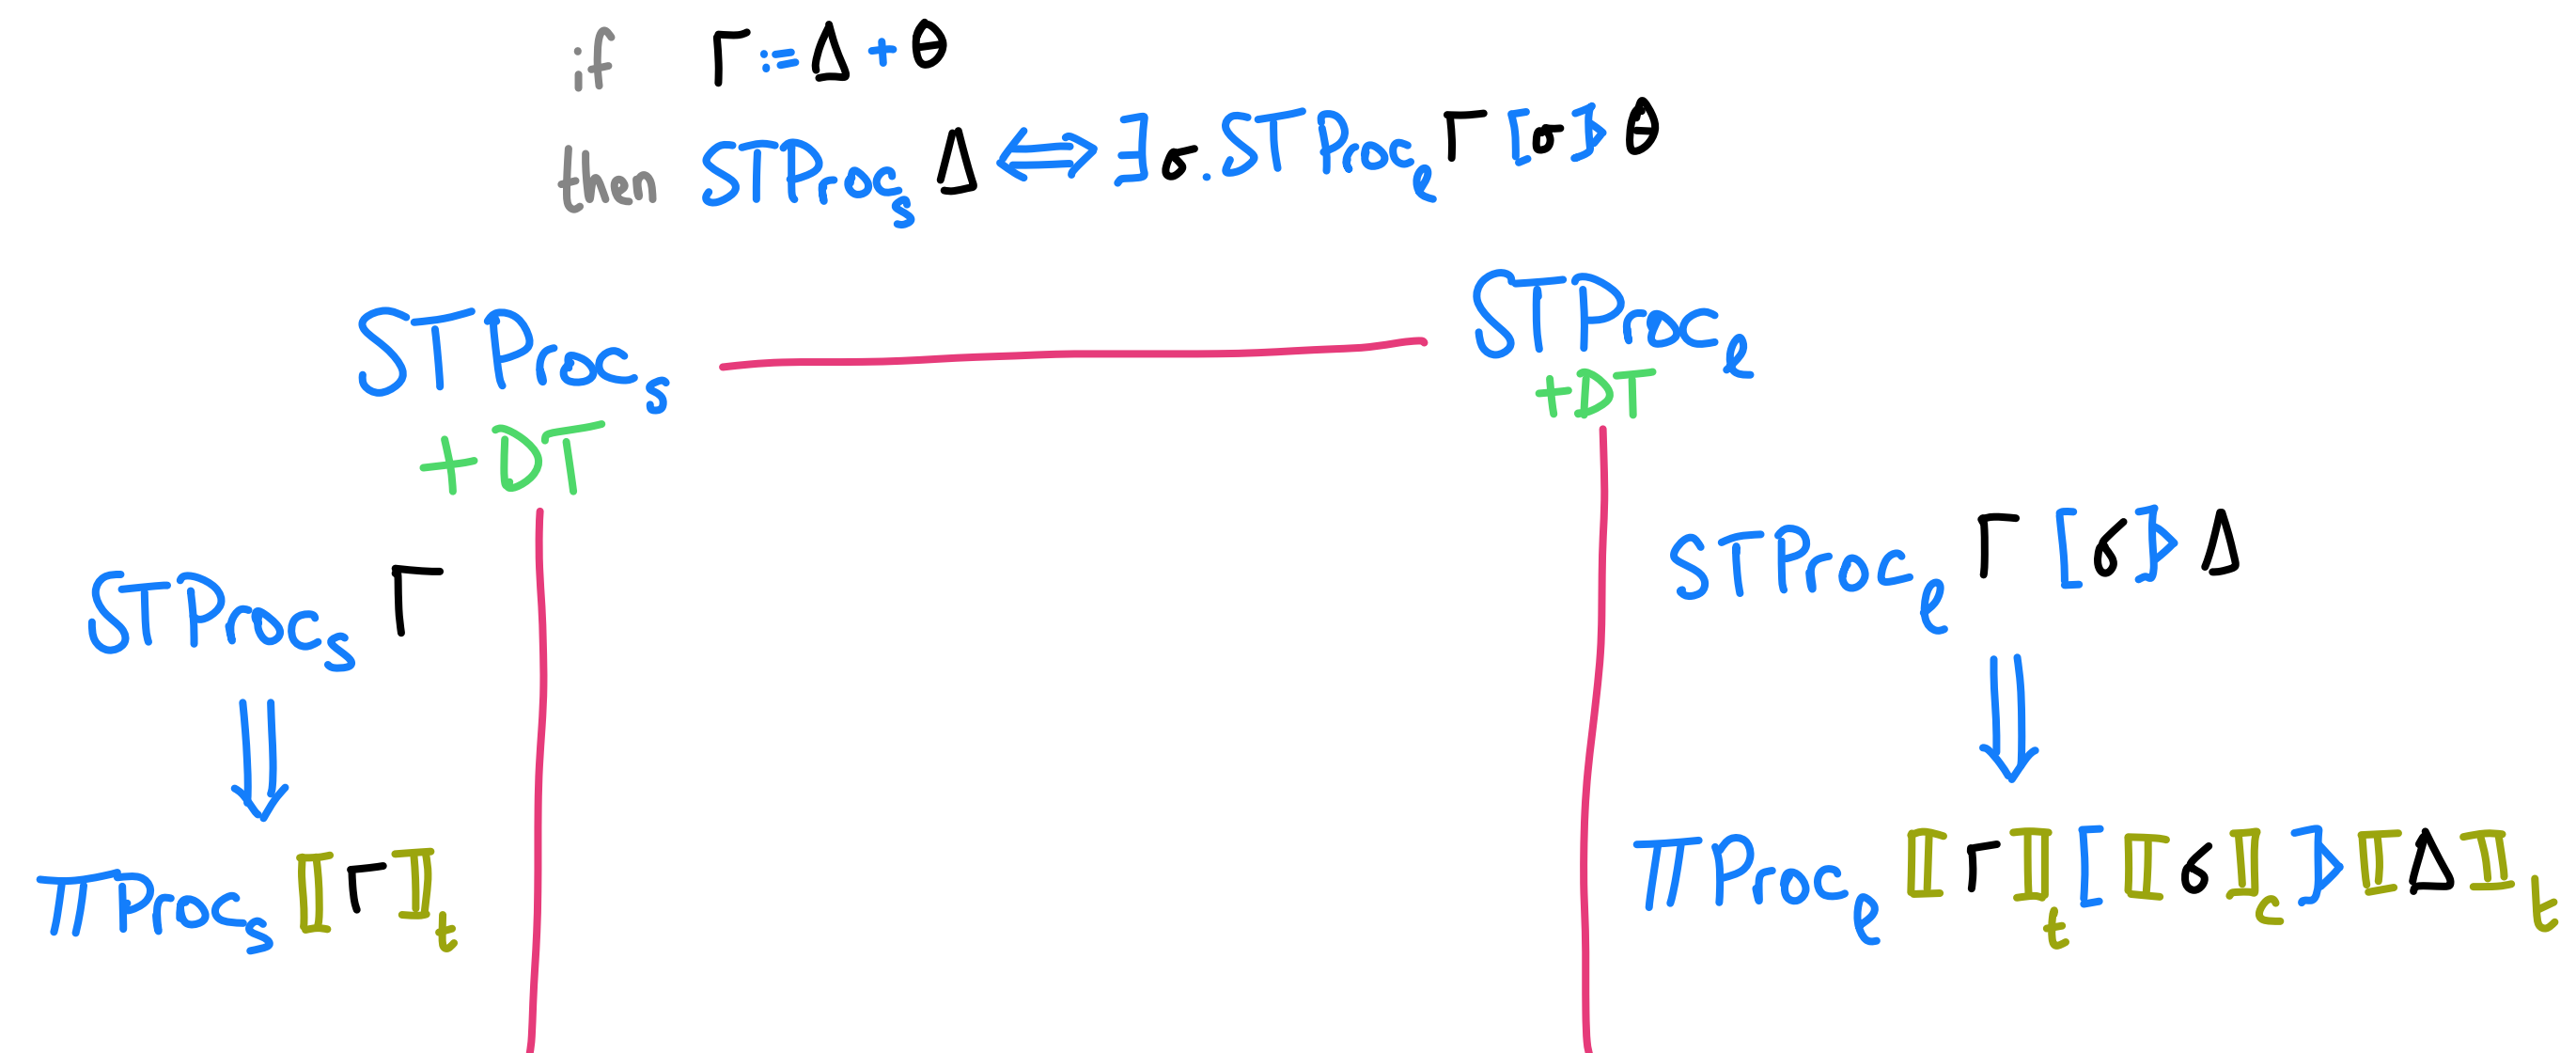 if Γ := Δ + θ
then STProc_s Δ ⟺ ∃σ. STProc_ℓ Γ [σ⟩ θ
STProc_s
+ DT
STProc_ℓ
+DT
STProc_s Γ
⇓
πProc_s ⟦Γ⟧_t
STProc_ℓ Γ [σ⟩ Δ
⇓
πProc_ℓ ⟦Γ⟧_t [⟦σ⟧_c⟩ ⟦Δ⟧_t